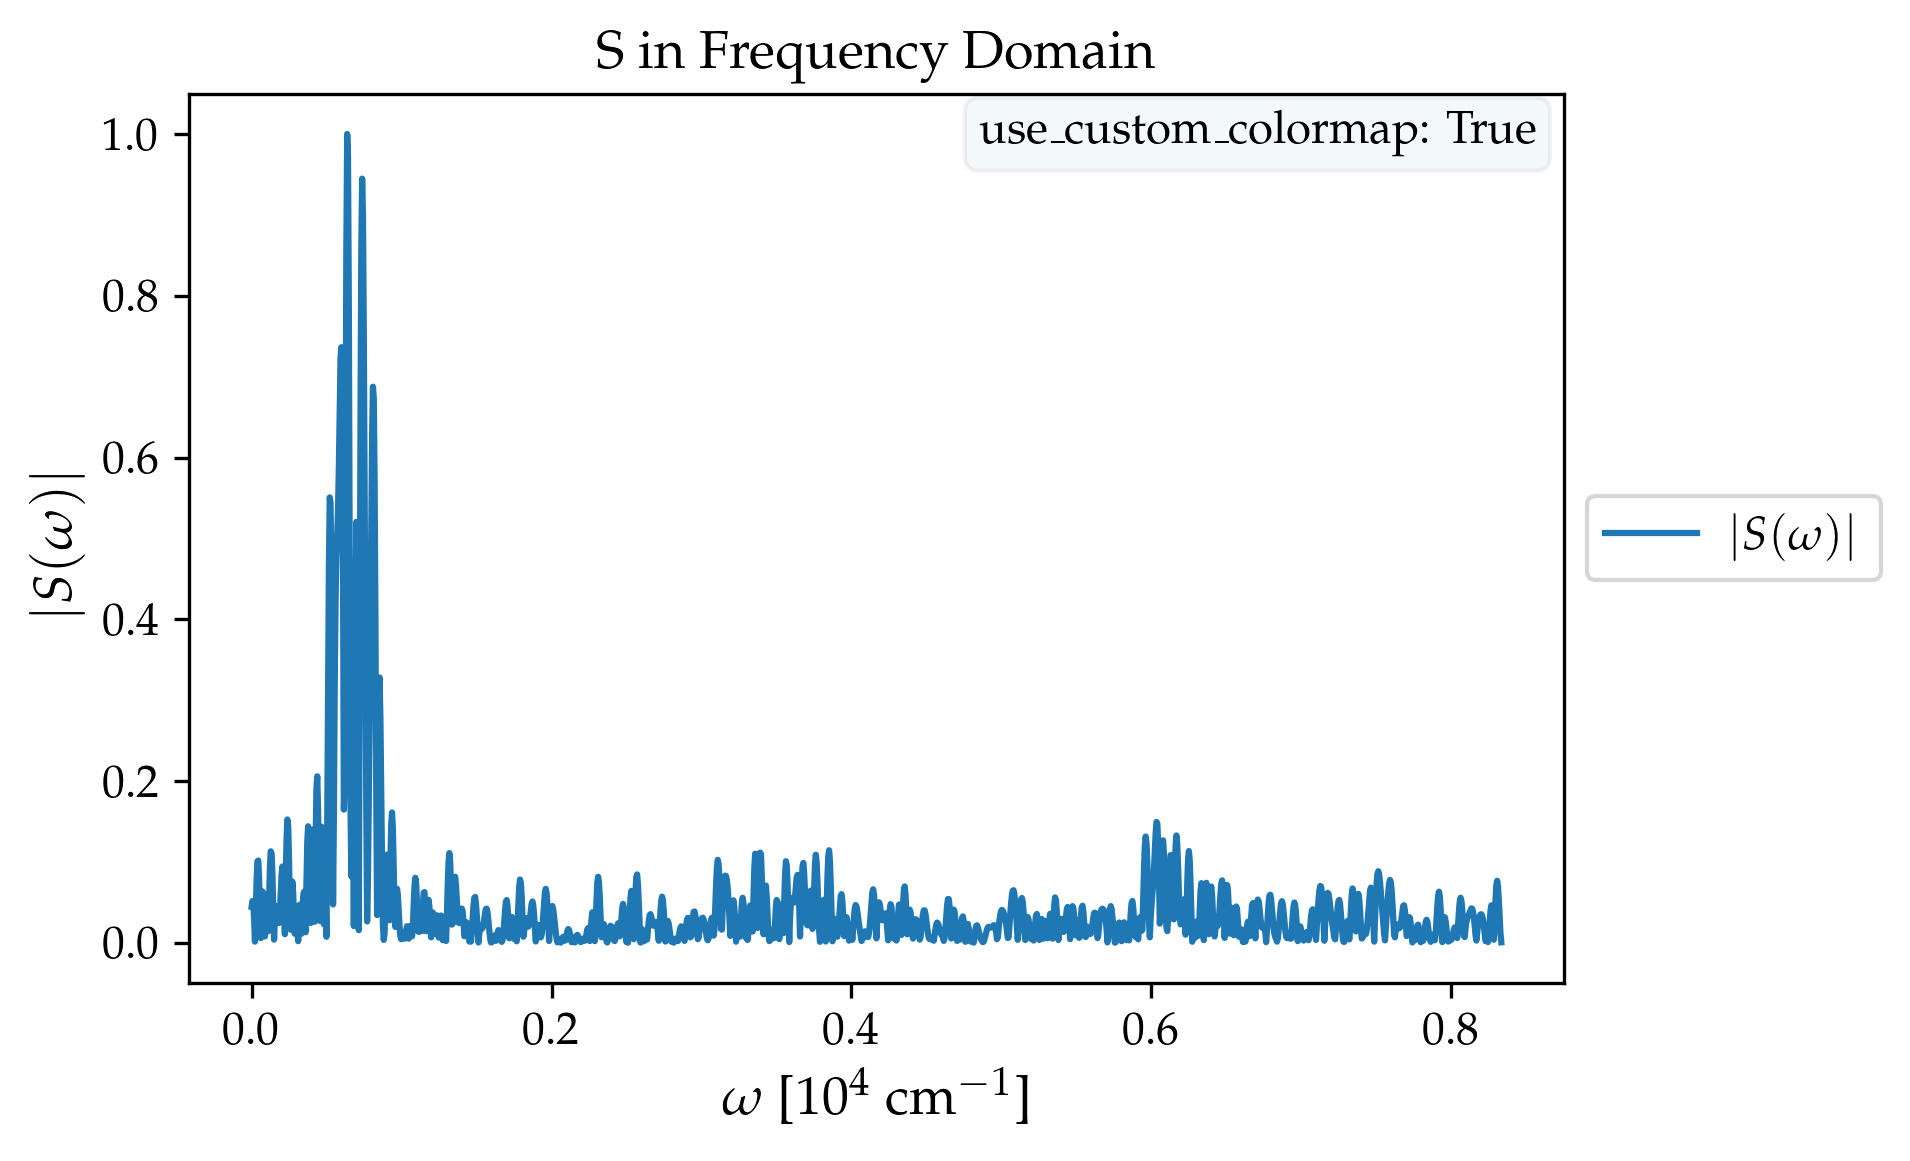 S in Frequency Domain
use_custom_colormap: True
1.0
0.8
0.6
0.4
0.2
0.0
|S(ω)|
|S(ω)|
0.0 0.2 0.4 0.6 0.8
ω [10⁴ cm⁻¹]